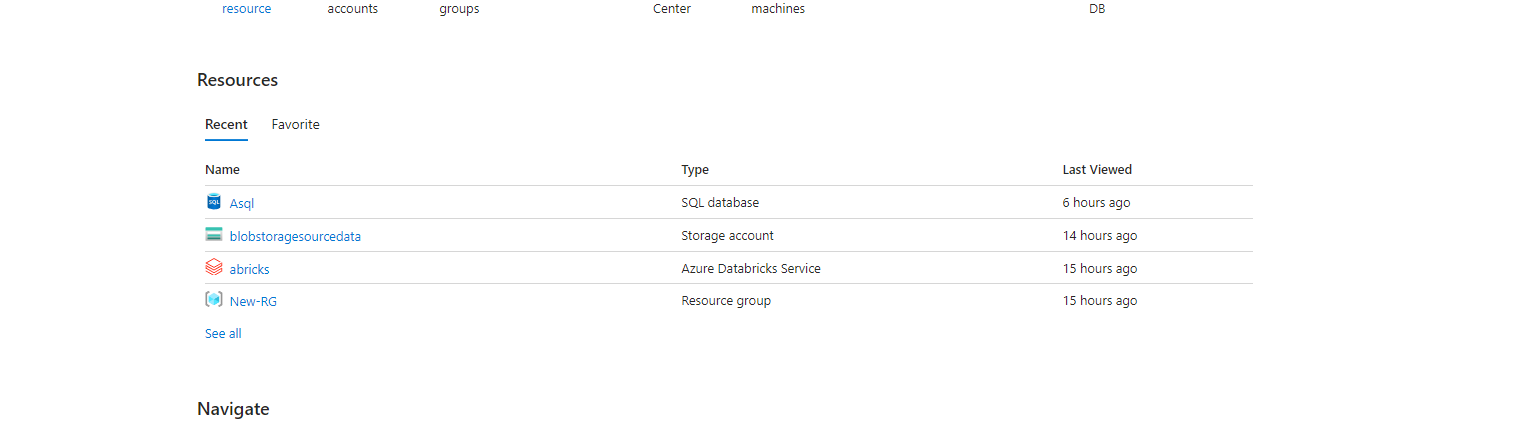 resource accounts groups Center machines DB
Resources
Recent Favorite
Name Type Last Viewed
SQL Asql SQL database 6 hours ago
blobstoragesourcedata Storage account 14 hours ago
abricks Azure Databricks Service 15 hours ago
New-RG Resource group 15 hours ago
See all
Navigate